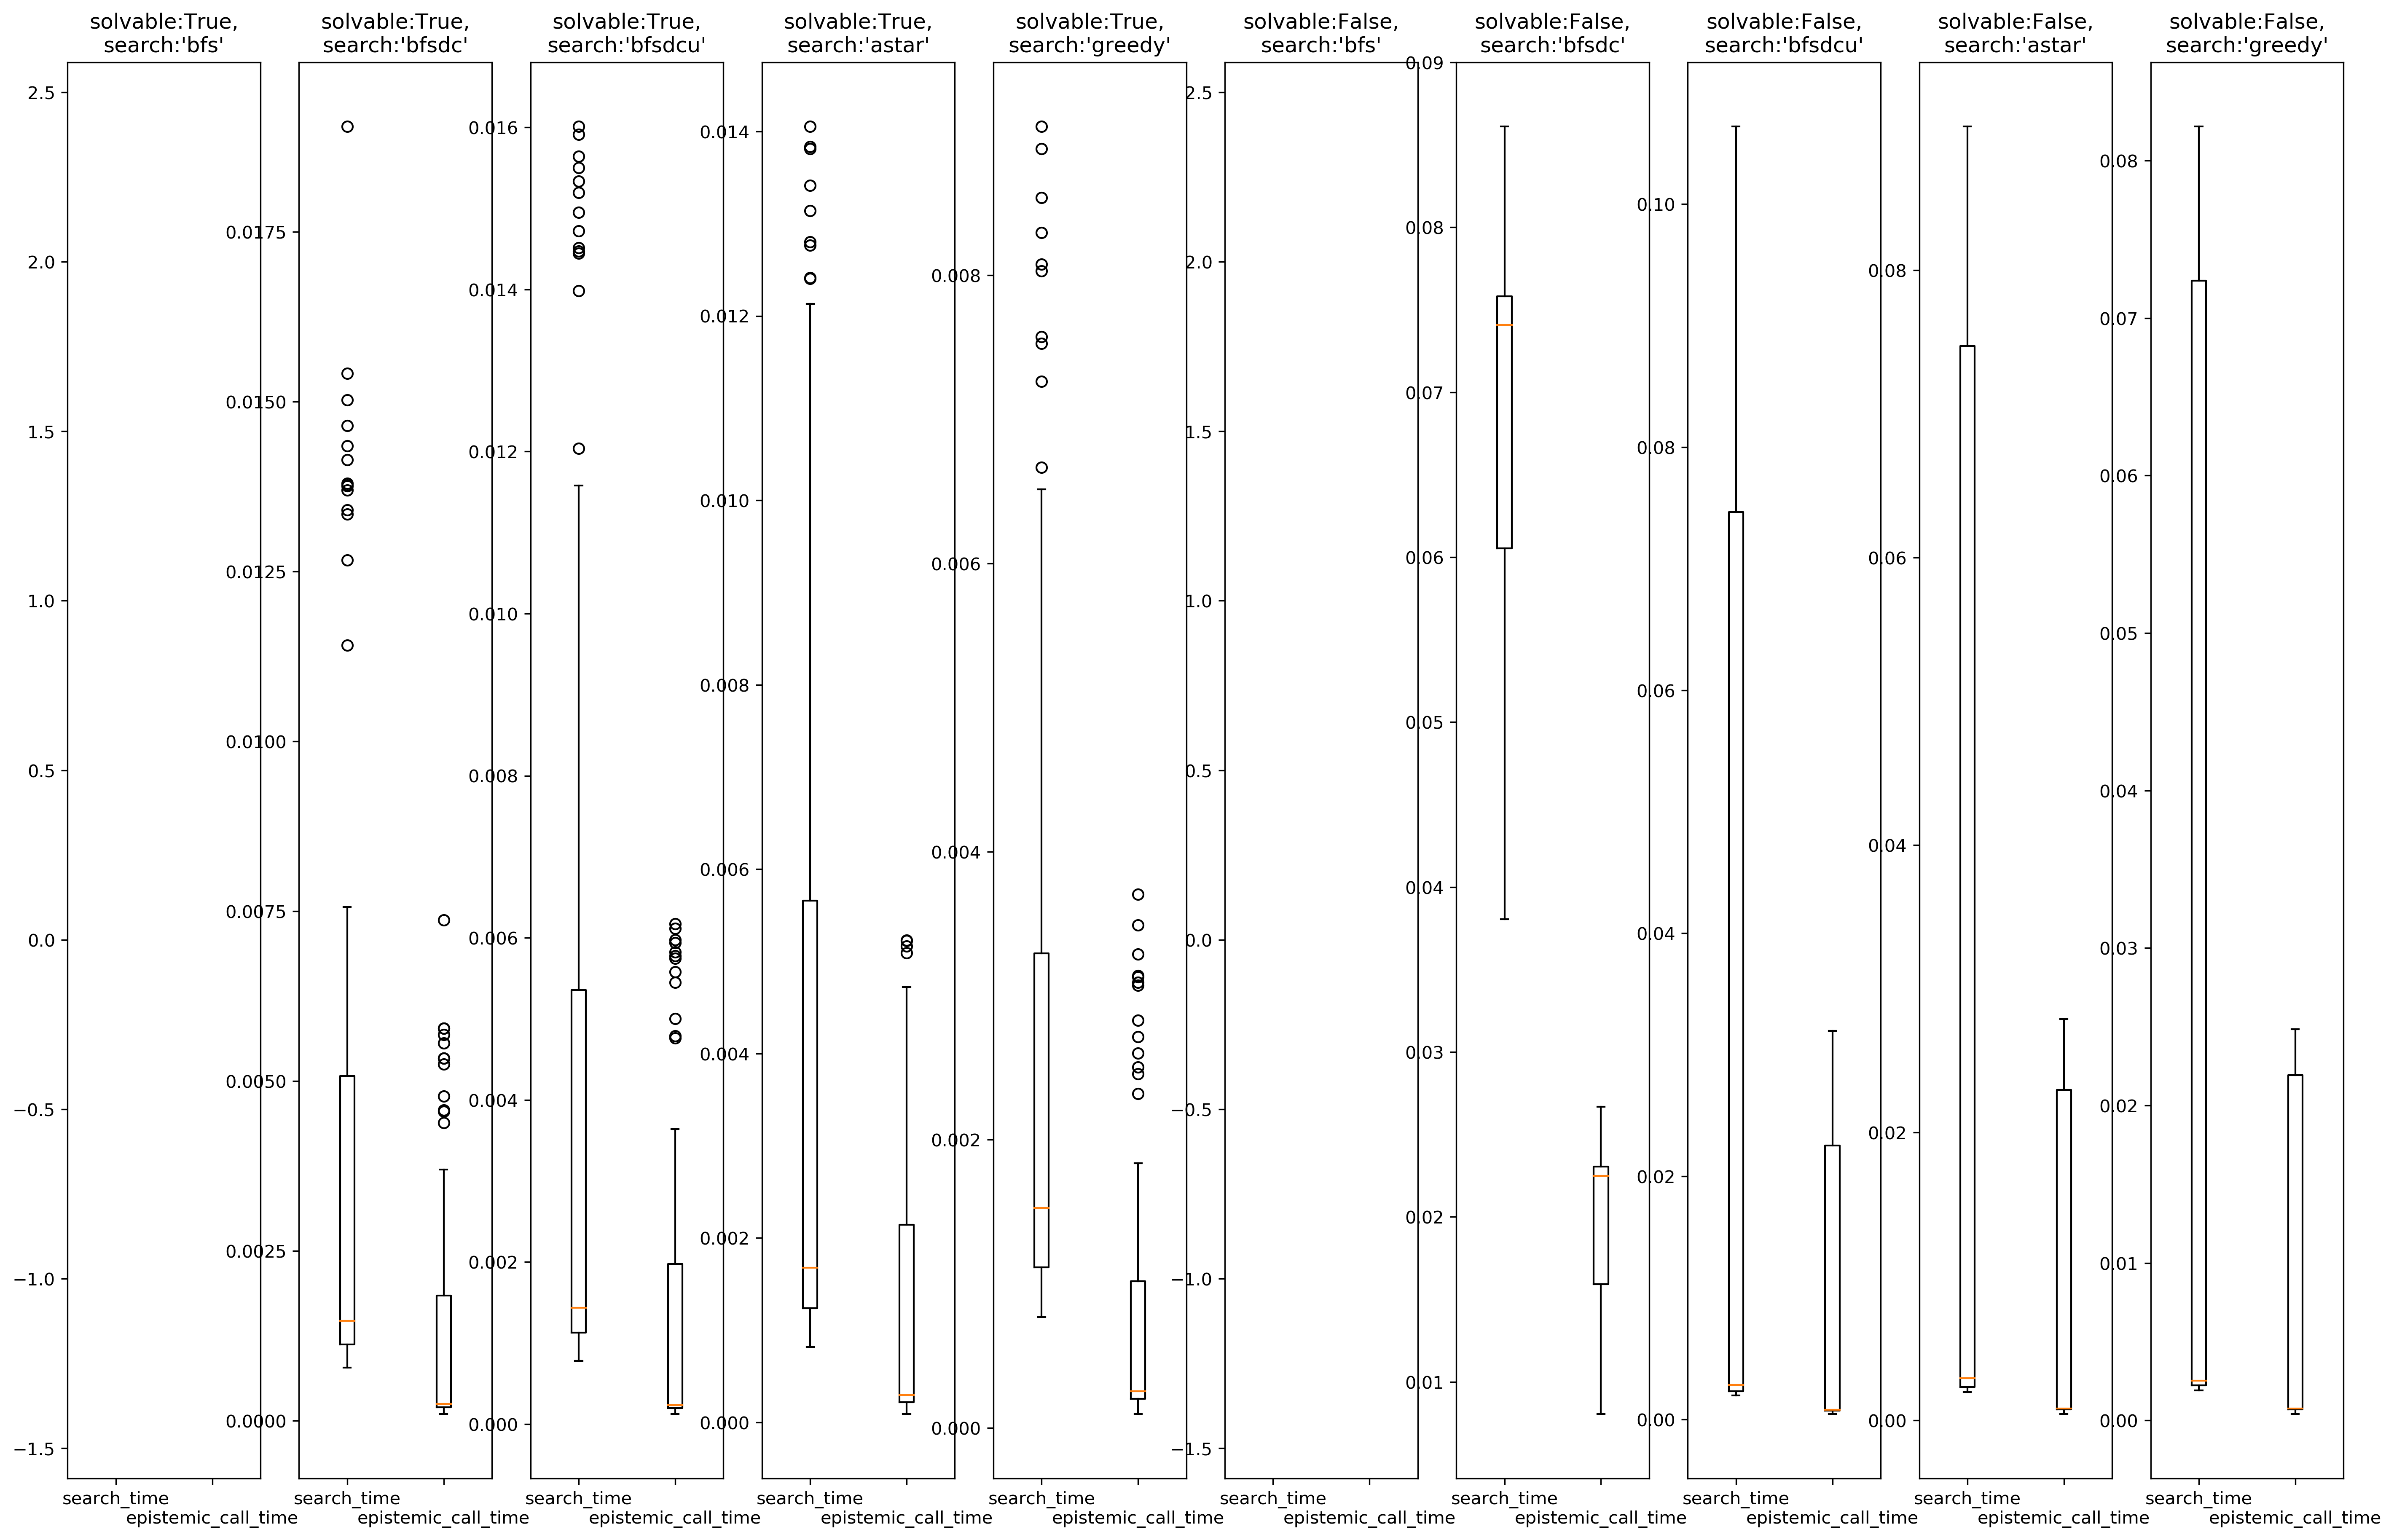 solvable:True,
search:'bfs'
solvable:True,
search:'bfsdc'
solvable:True,
search:'bfsdcu'
solvable:True,
search:'astar'
solvable:True,
search:'greedy'
solvable:False,
search:'bfs'
solvable:False,
search:'bfsdc'
solvable:False,
search:'bfsdcu'
solvable:False,
search:'astar'
solvable:False,
search:'greedy'
2.5
2.0
1.5
1.0
0.5
0.0
−0.5
−1.0
−1.5
search_time
epistemic_call_time
0.0175
0.0150
0.0125
0.0100
0.0075
0.0050
0.0025
0.0000
search_time
epistemic_call_time
0.016
0.014
0.012
0.010
0.008
0.006
0.004
0.002
0.000
search_time
epistemic_call_time
0.014
0.012
0.010
0.008
0.006
0.004
0.002
0.000
search_time
epistemic_call_time
0.008
0.006
0.004
0.002
0.000
search_time
epistemic_call_time
2.5
2.0
1.5
1.0
0.5
0.0
−0.5
−1.0
−1.5
search_time
epistemic_call_time
0.09
0.08
0.07
0.06
0.05
0.04
0.03
0.02
0.01
search_time
epistemic_call_time
0.10
0.08
0.06
0.04
0.02
0.00
search_time
epistemic_call_time
0.08
0.06
0.04
0.02
0.00
search_time
epistemic_call_time
0.08
0.07
0.06
0.05
0.04
0.03
0.02
0.01
0.00
search_time
epistemic_call_time